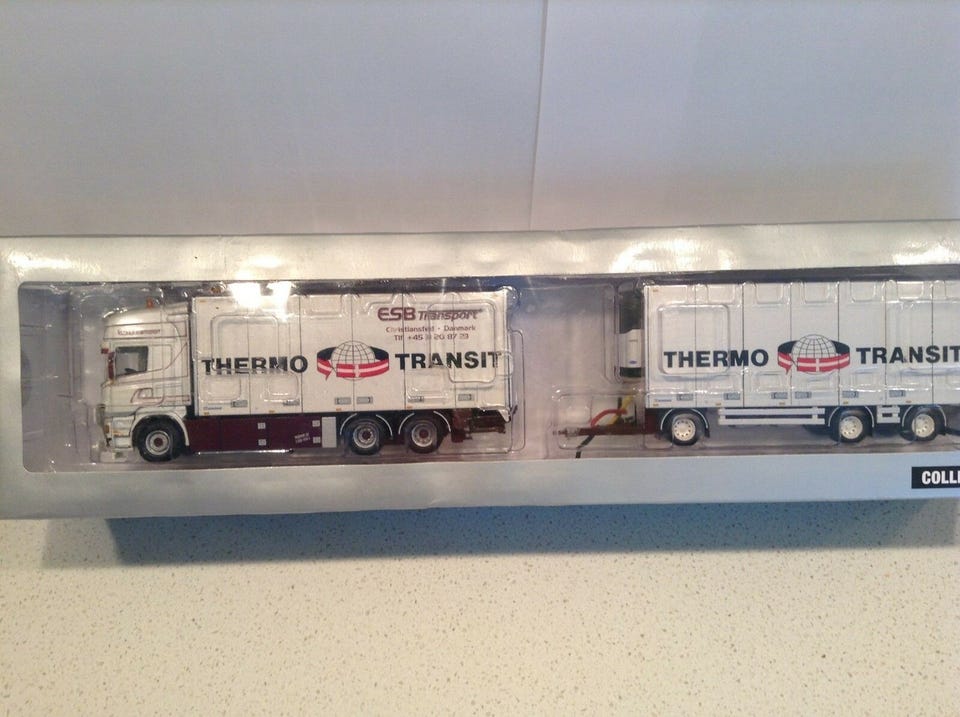 ESB Transport
Christiansfeld - Danmark
THERMO TRANSIT
THERMO TRANSIT
COLL